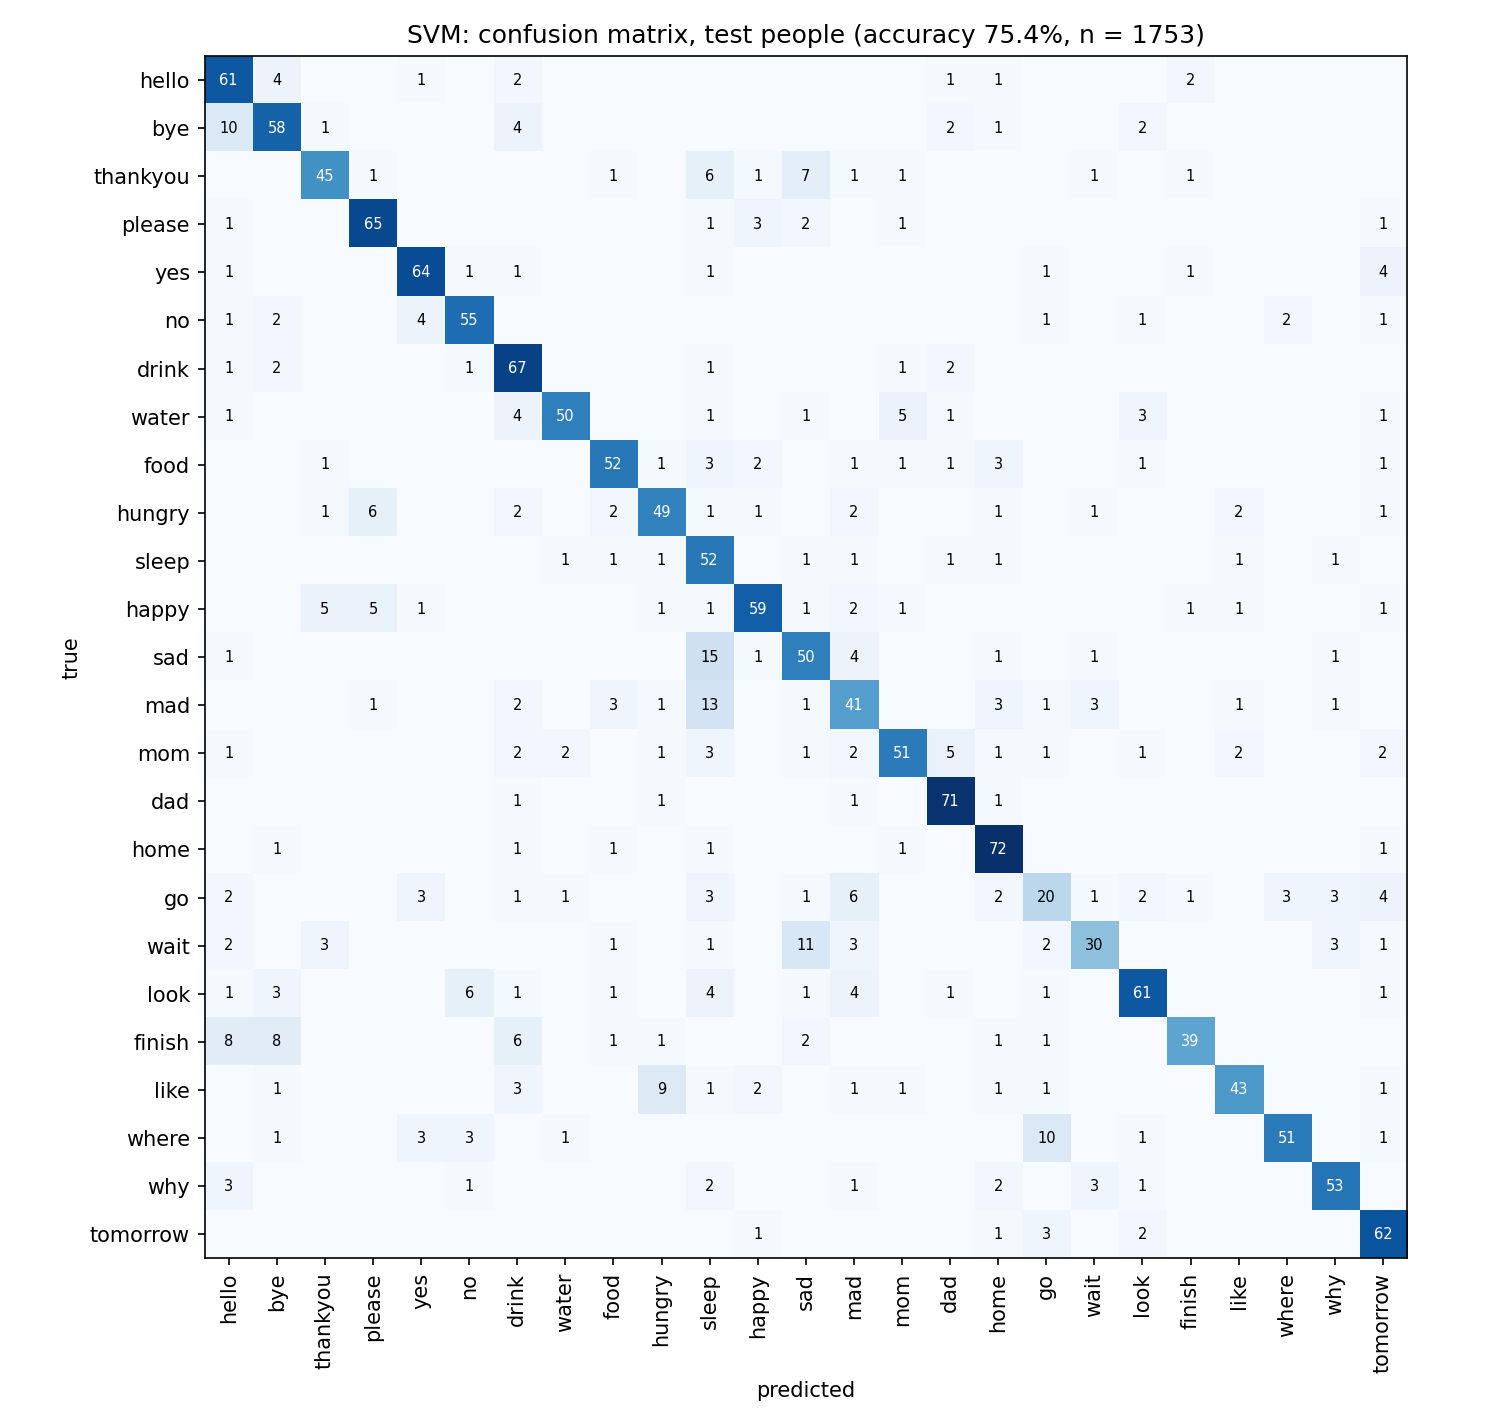 SVM: confusion matrix, test people (accuracy 75.4%, n = 1753)
hello 61 4 1 2 1 1 2
bye 10 58 1 4 2 1 2
thankyou 45 1 1 6 1 7 1 1 1 1
please 1 65 1 3 2 1 1
yes 1 64 1 1 1 1 1 4
no 1 2 4 55 1 1 2 1
drink 1 2 1 67 1 1 2
water 1 4 50 1 1 5 1 3 1
food 1 52 1 3 2 1 1 1 3 1 1
hungry 1 6 2 2 49 1 1 2 1 1 2 1
sleep 1 1 1 52 1 1 1 1 1 1
happy 5 5 1 1 1 59 1 2 1 1 1 1
sad 1 15 1 50 4 1 1 1
mad 1 2 3 1 13 1 41 3 1 3 1 1
mom 1 2 2 1 3 1 2 51 5 1 1 1 2 2
dad 1 1 1 71 1
home 1 1 1 1 1 72 1
go 2 3 1 1 3 1 6 2 20 1 2 1 3 3 4
wait 2 3 1 1 11 3 2 30 3 1
look 1 3 6 1 1 4 1 4 1 1 61 1
finish 8 8 6 1 1 2 1 1 39
like 1 3 9 1 2 1 1 1 1 43 1
where 1 3 3 1 10 1 51 1
why 3 1 2 1 2 3 1 53
tomorrow 1 1 3 2 62
true
hello bye thankyou please yes no drink water food hungry sleep happy sad mad mom dad home go wait look finish like where why tomorrow
predicted